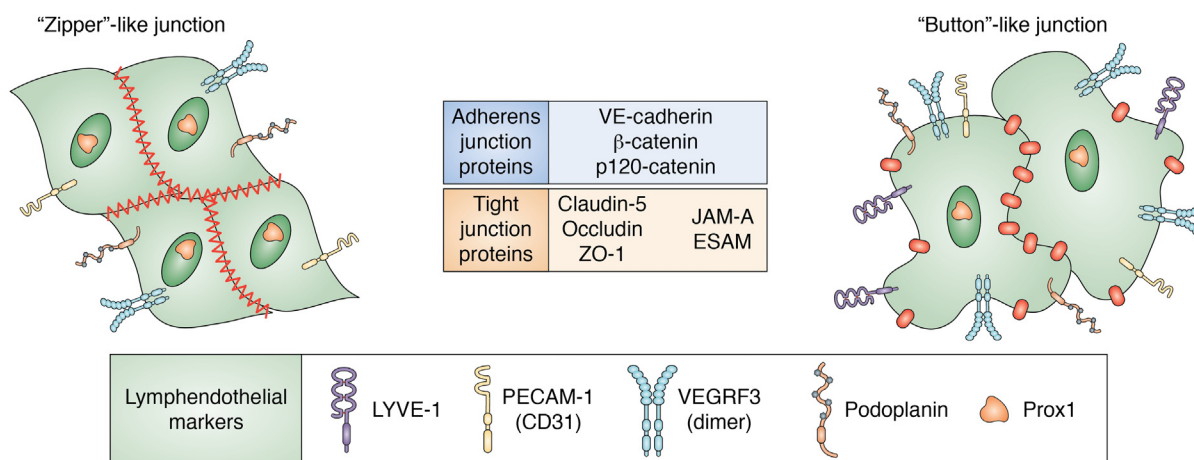 “Zipper”-like junction
“Button”-like junction
Adherens
junction
proteins
VE-cadherin
β-catenin
p120-catenin
Tight
junction
proteins
Claudin-5
Occludin
ZO-1
JAM-A
ESAM
Lymphendothelial
markers
LYVE-1
PECAM-1
(CD31)
VEGRF3
(dimer)
Podoplanin
Prox1